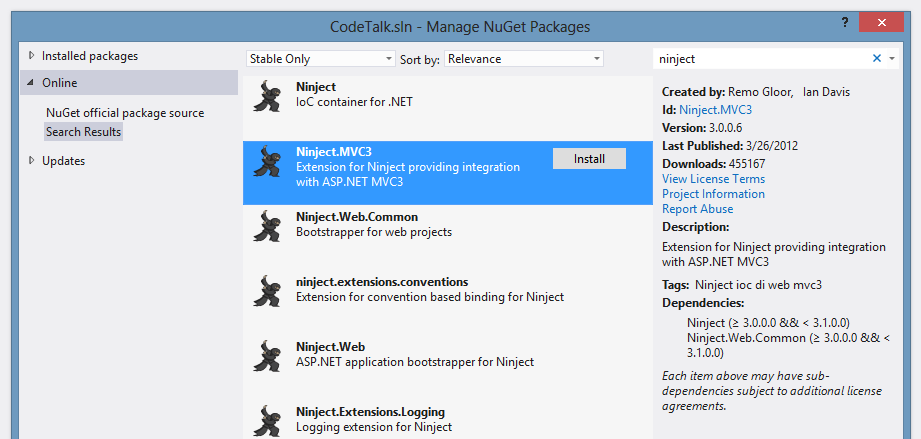 CodeTalk.sln - Manage NuGet Packages
?
Installed packages
Online
NuGet official package source
Search Results
Updates
Stable Only
Sort by:
Relevance
Ninject
IoC container for .NET
Ninject.MVC3
Extension for Ninject providing integration
with ASP.NET MVC3
Install
Ninject.Web.Common
Bootstrapper for web projects
ninject.extensions.conventions
Extension for convention based binding for Ninject
Ninject.Web
ASP.NET application bootstrapper for Ninject
Ninject.Extensions.Logging
Logging extension for Ninject
ninject
Created by: Remo Gloor, Ian Davis
Id: Ninject.MVC3
Version: 3.0.0.6
Last Published: 3/26/2012
Downloads: 455167
View License Terms
Project Information
Report Abuse
Description:
Extension for Ninject providing integration
with ASP.NET MVC3
Tags: Ninject ioc di web mvc3
Dependencies:
Ninject (≥ 3.0.0.0 && < 3.1.0.0)
Ninject.Web.Common (≥ 3.0.0.0 && <
3.1.0.0)
Each item above may have sub-
dependencies subject to additional license
agreements.